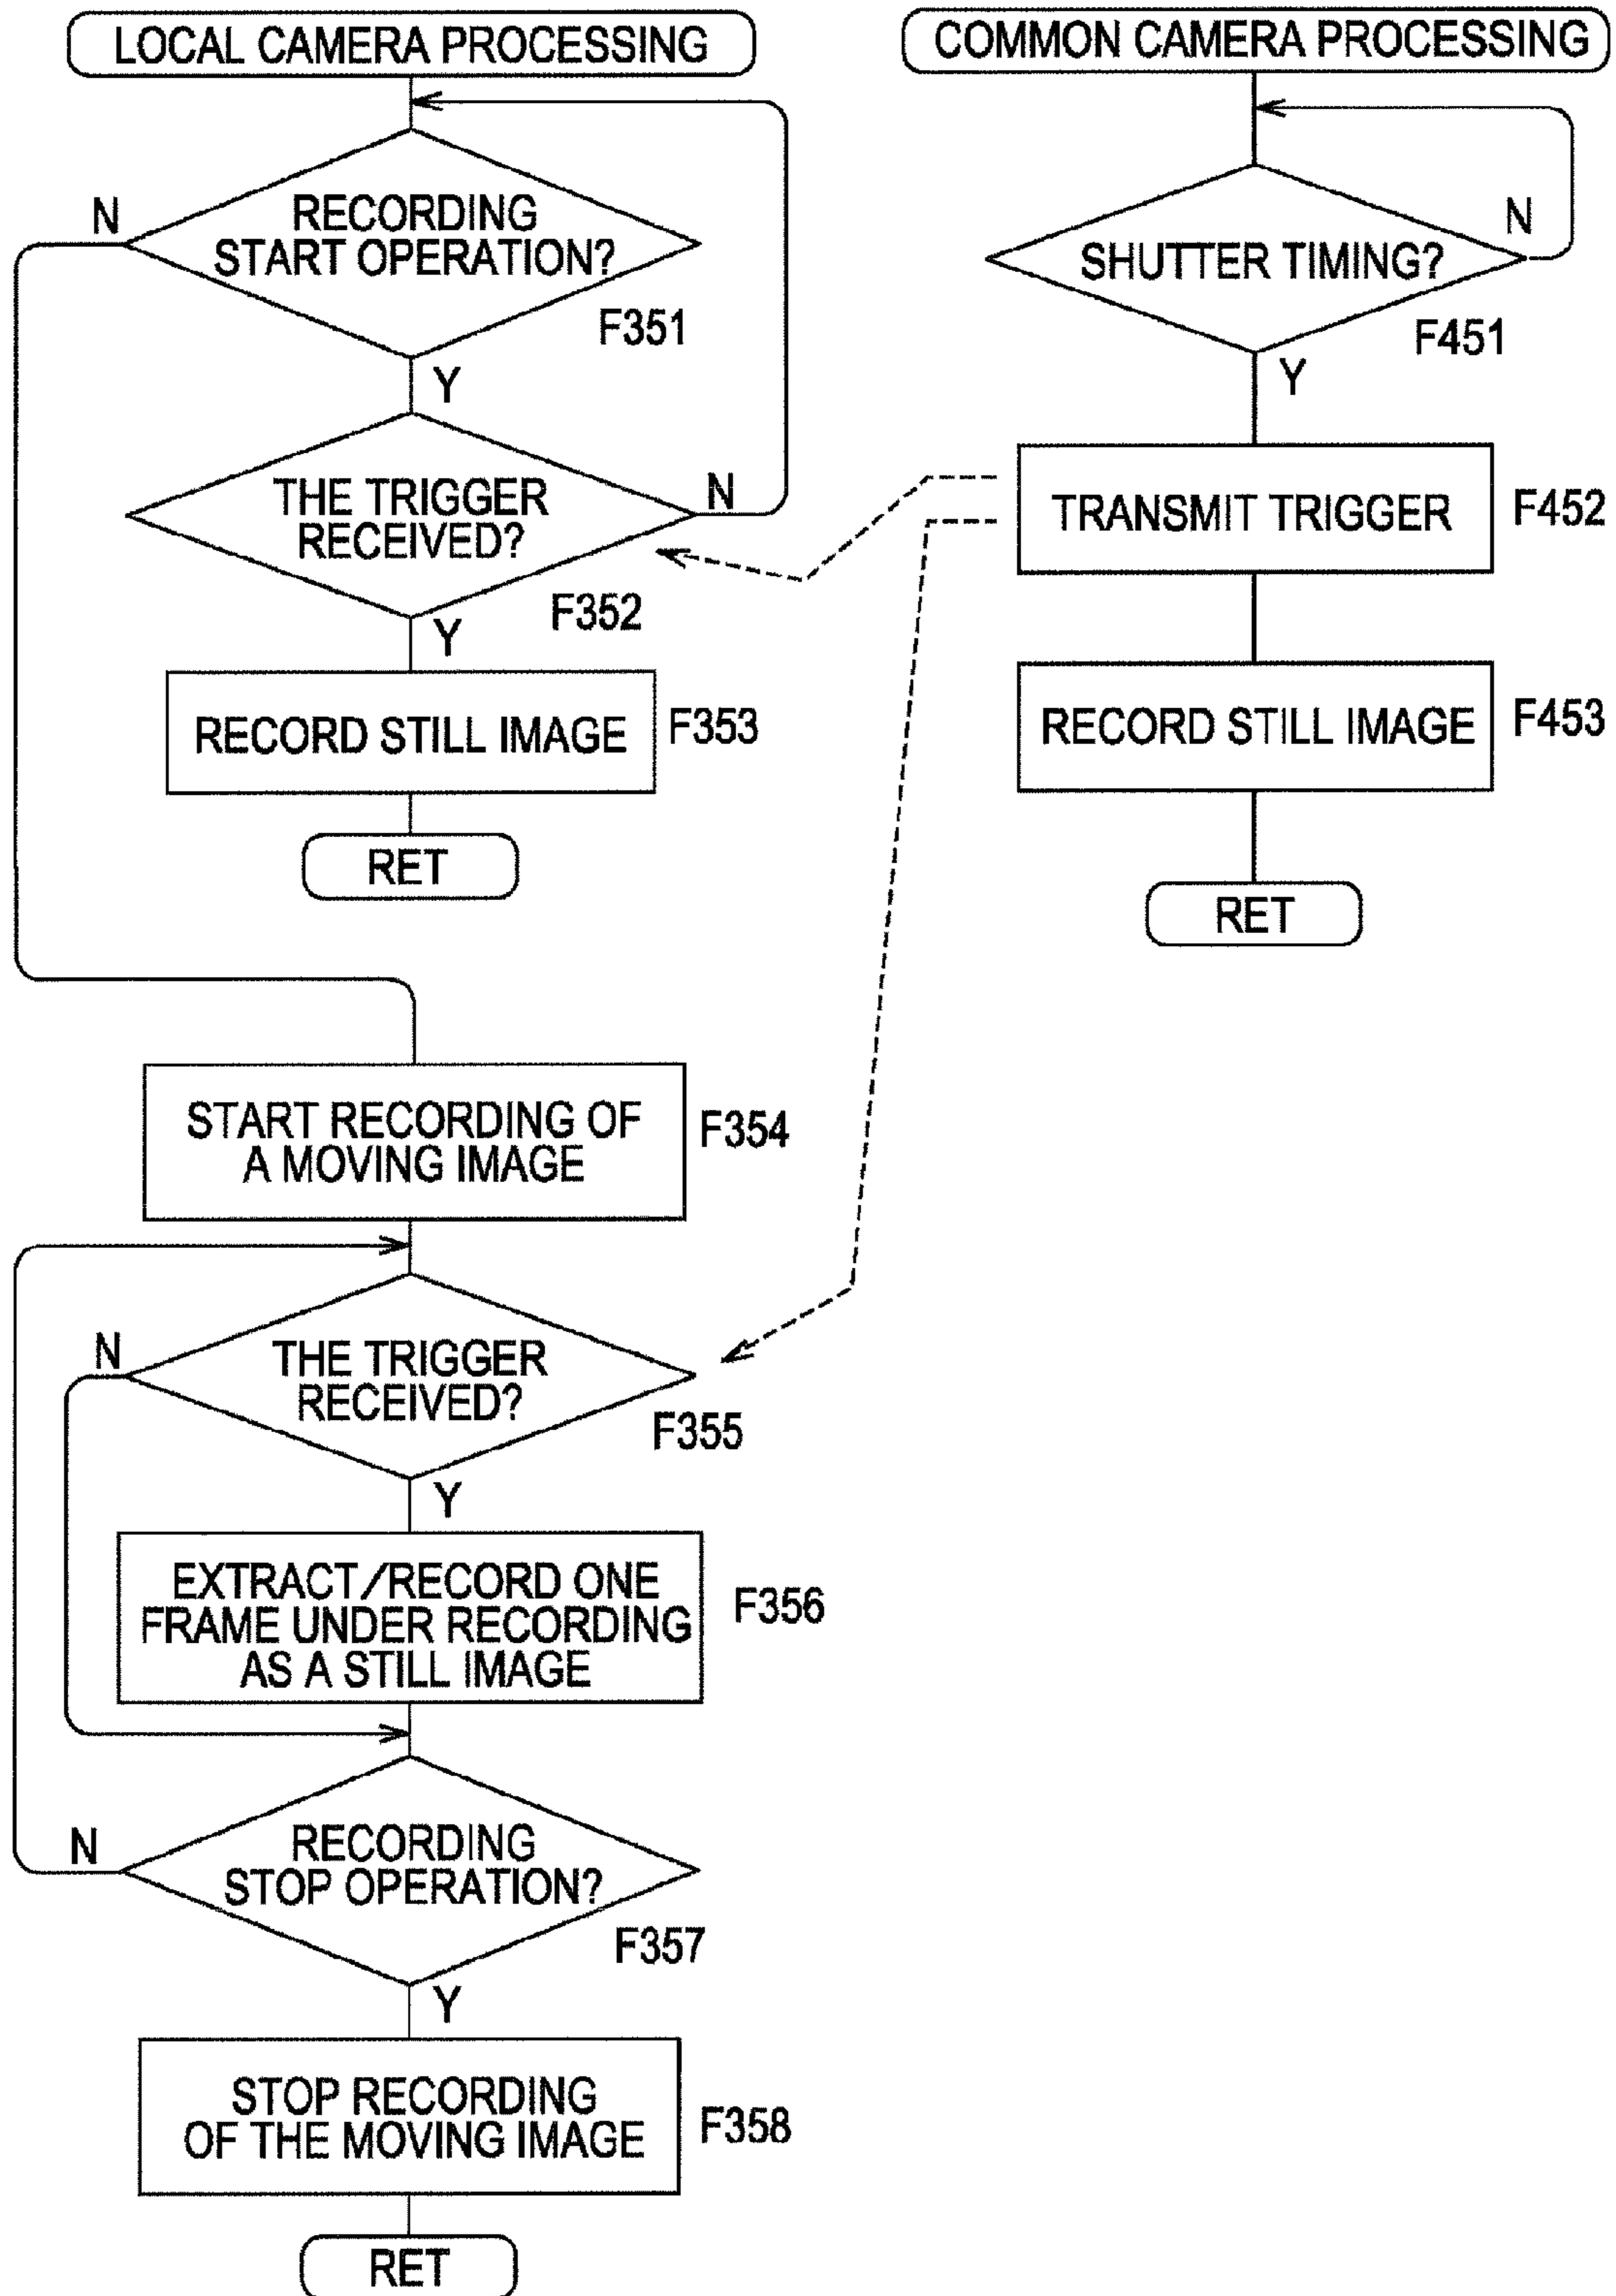 LOCAL CAMERA PROCESSING
N
RECORDING
START OPERATION?
F351
Y
THE TRIGGER
RECEIVED?
N
F352
Y
RECORD STILL IMAGE
F353
RET
START RECORDING OF
A MOVING IMAGE
F354
N
THE TRIGGER
RECEIVED?
F355
Y
EXTRACT/RECORD ONE
FRAME UNDER RECORDING
AS A STILL IMAGE
F356
N
RECORDING
STOP OPERATION?
F357
Y
STOP RECORDING
OF THE MOVING IMAGE
F358
RET
COMMON CAMERA PROCESSING
N
SHUTTER TIMING?
F451
Y
TRANSMIT TRIGGER
F452
RECORD STILL IMAGE
F453
RET